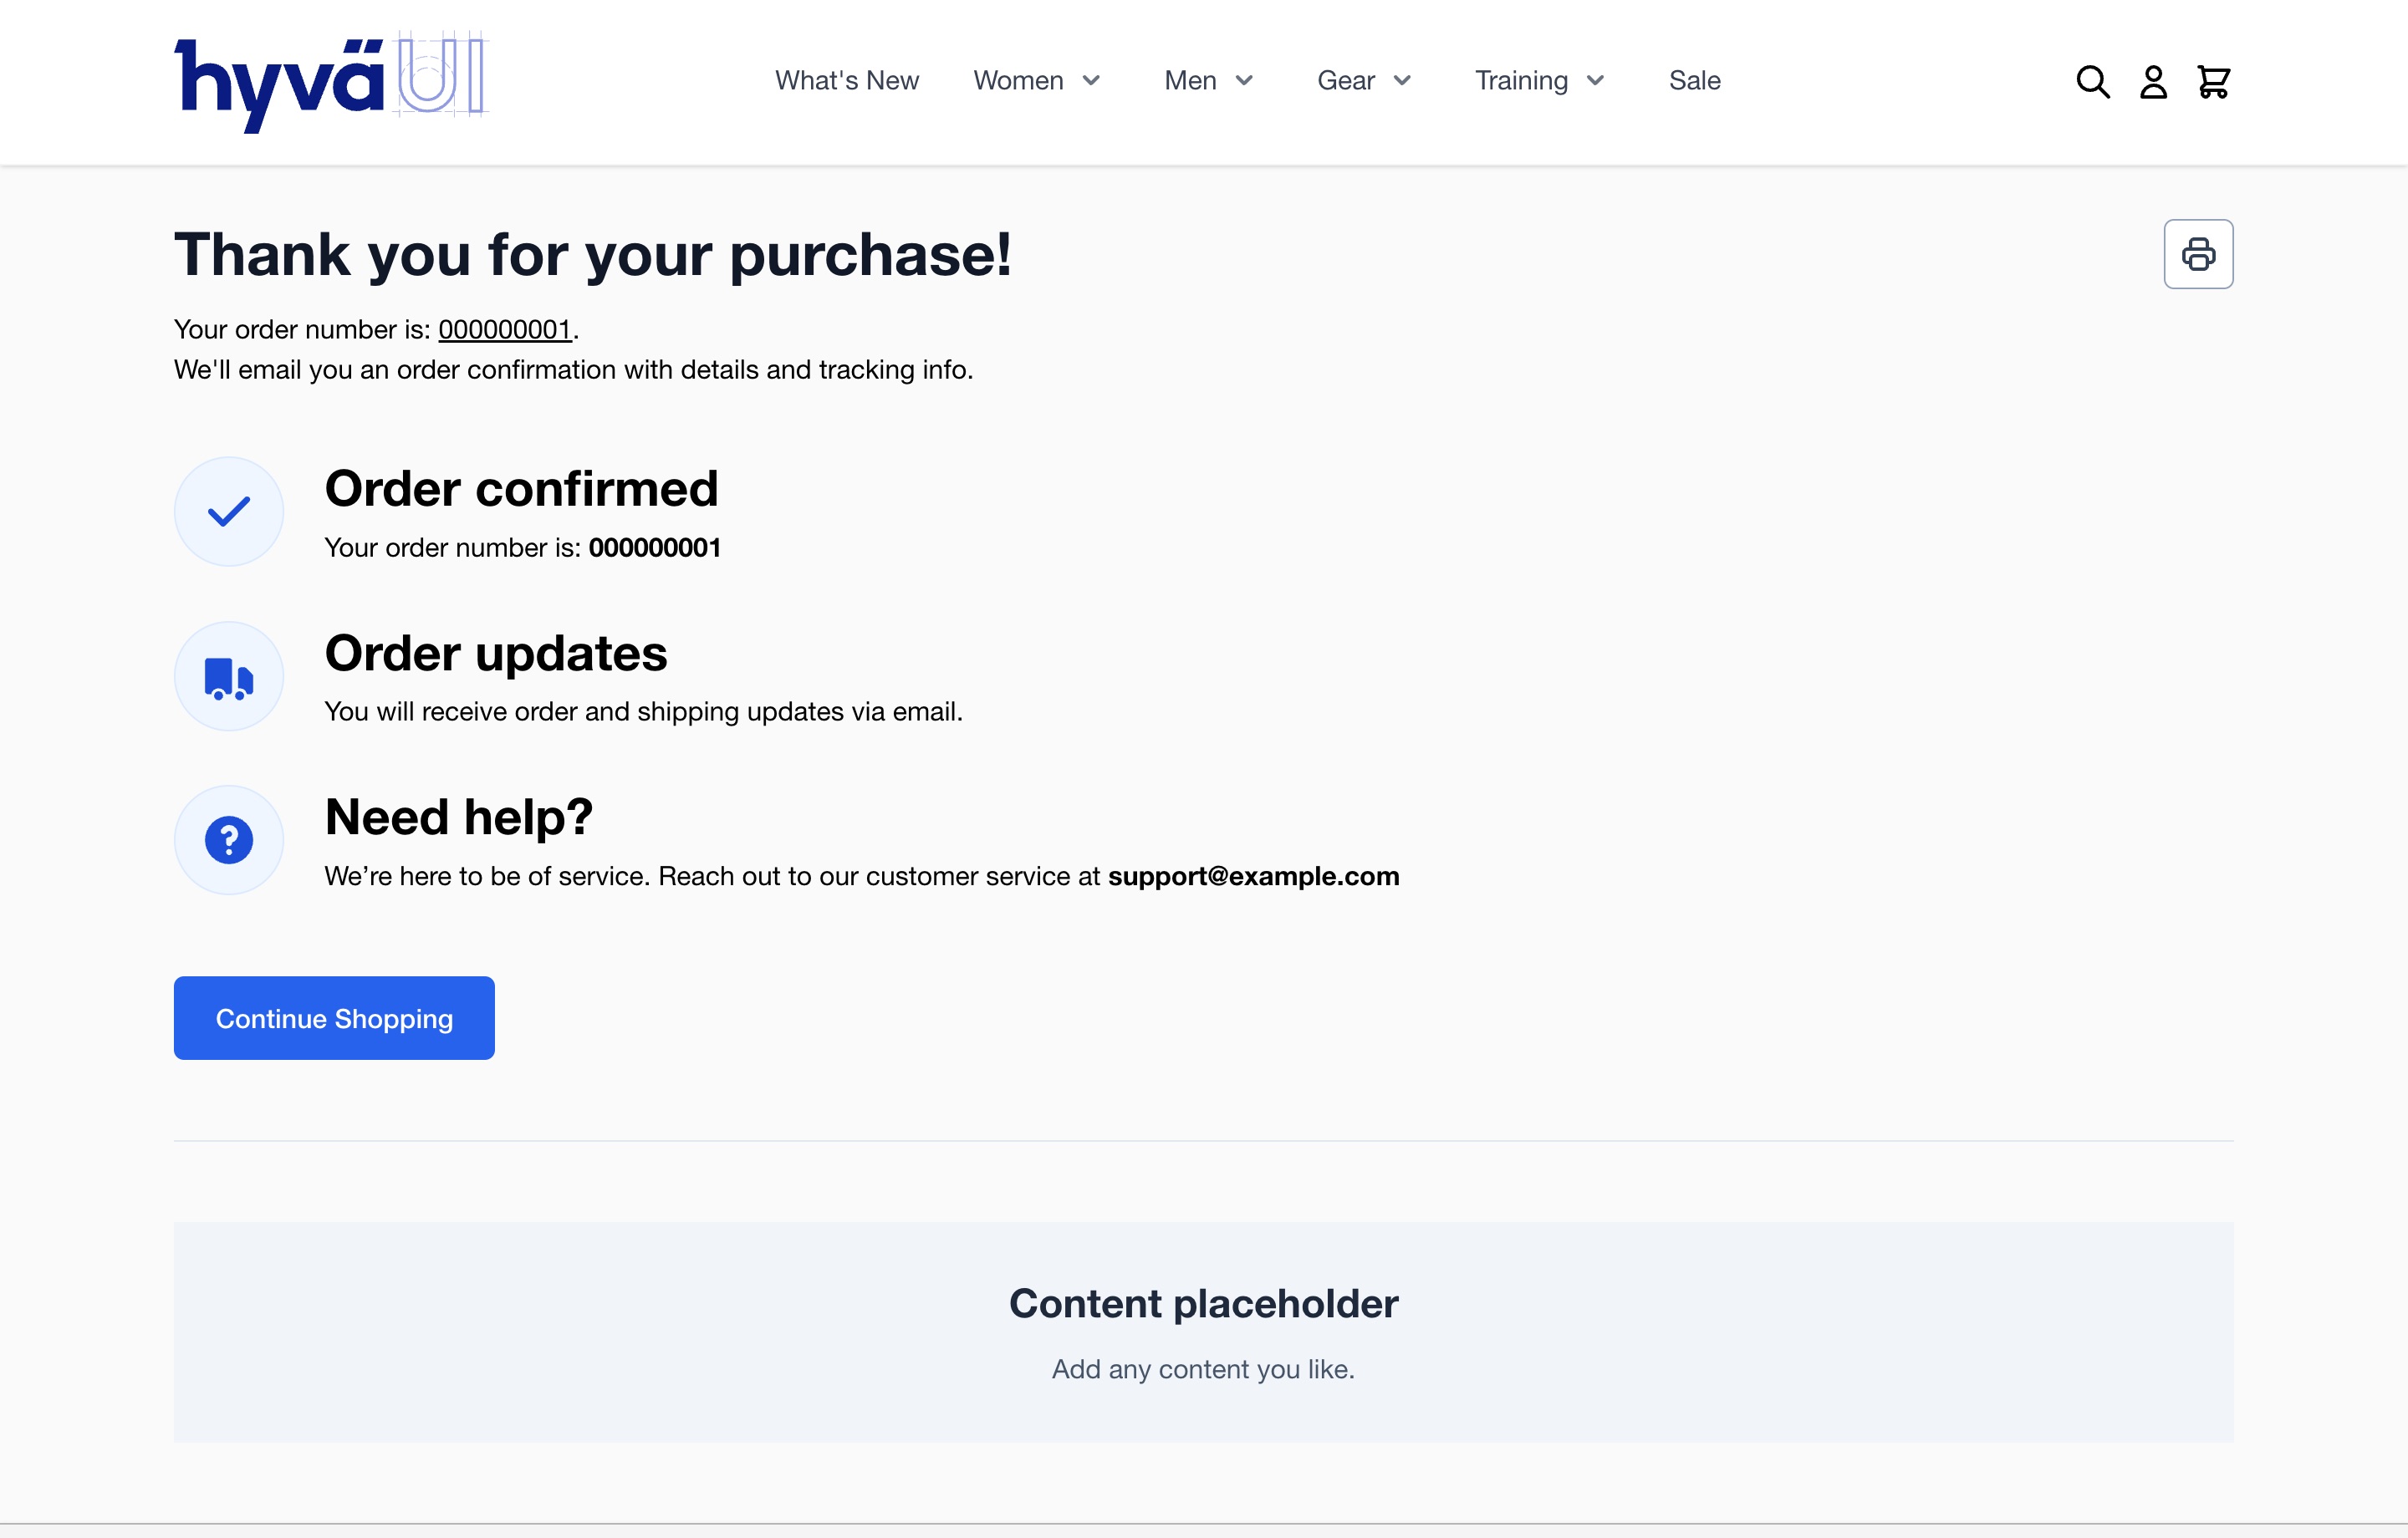 hyvä UI
What's New Women Men Gear Training Sale
Thank you for your purchase!
Your order number is: 000000001.
We'll email you an order confirmation with details and tracking info.
Order confirmed
Your order number is: 000000001
Order updates
You will receive order and shipping updates via email.
Need help?
We’re here to be of service. Reach out to our customer service at support@example.com
Continue Shopping
Content placeholder
Add any content you like.